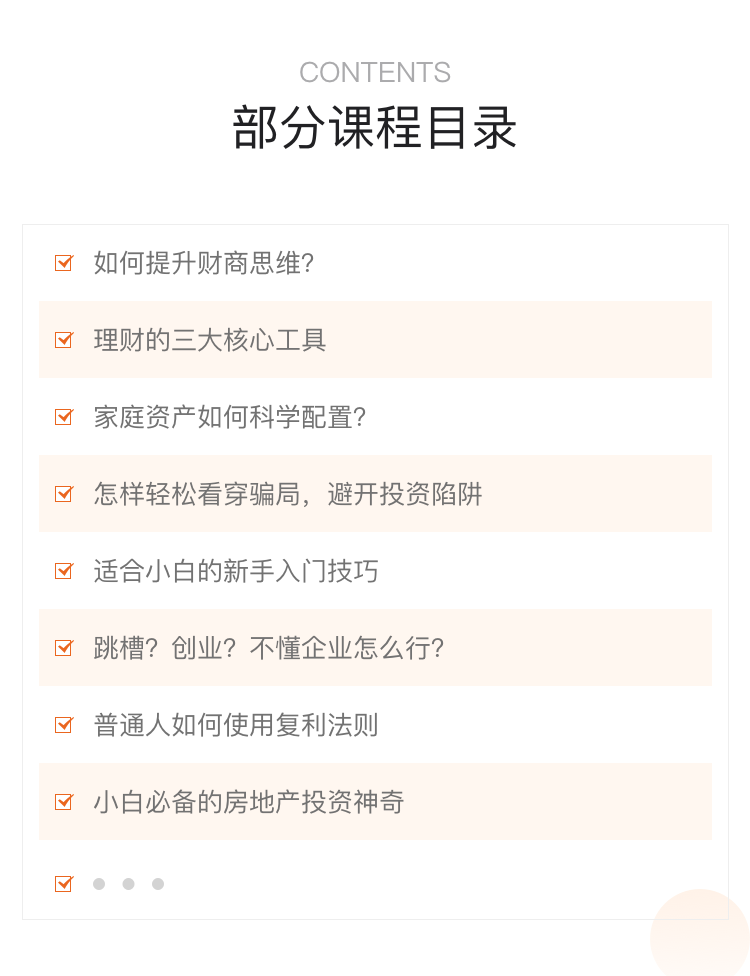 CONTENTS
部分课程目录
如何提升财商思维？
理财的三大核心工具
家庭资产如何科学配置？
怎样轻松看穿骗局，避开投资陷阱
适合小白的新手入门技巧
跳槽？创业？不懂企业怎么行？
普通人如何使用复利法则
小白必备的房地产投资神奇